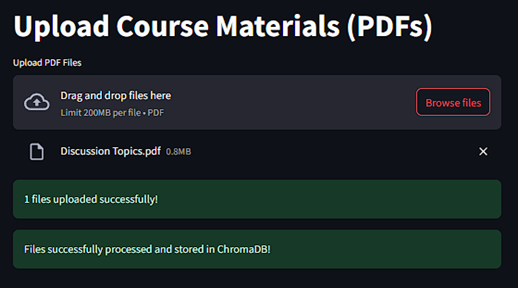 Upload Course Materials (PDFs)
Upload PDF Files
Drag and drop files here
Limit 200MB per file • PDF
Browse files
Discussion Topics.pdf 0.8MB
1 files uploaded successfully!
Files successfully processed and stored in ChromaDB!